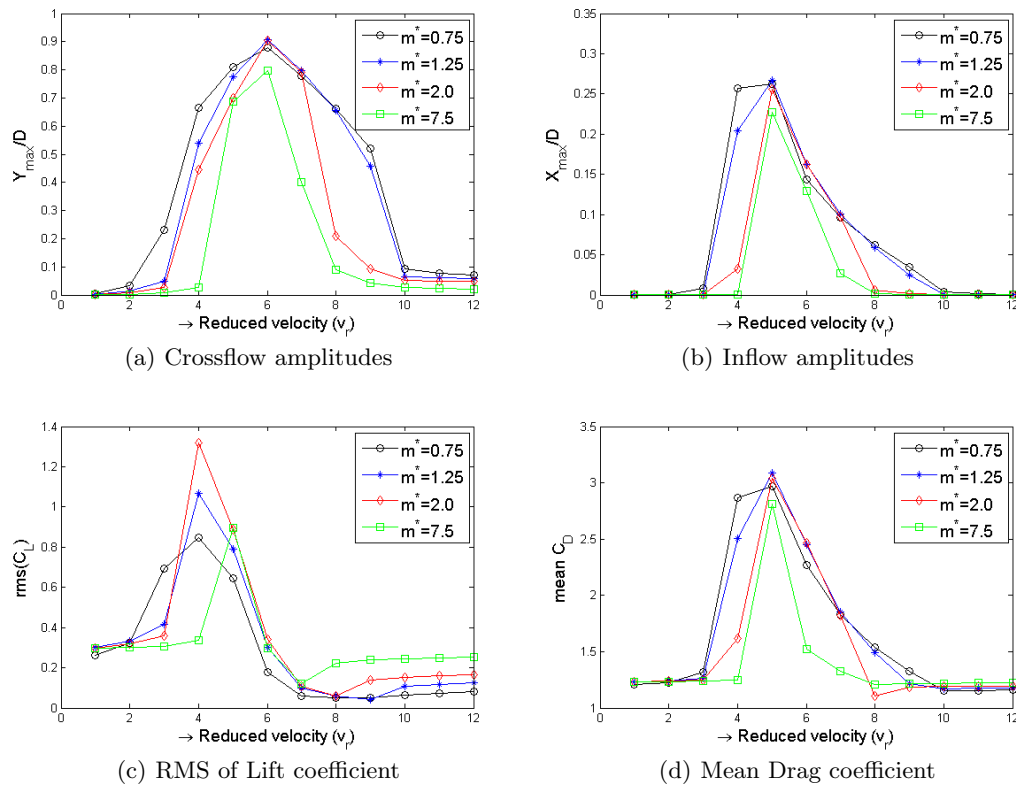 Y_max/D
1
0.9
0.8
0.7
0.6
0.5
0.4
0.3
0.2
0.1
0
0 2 4 6 8 10 12
m*=0.75
m*=1.25
m*=2.0
m*=7.5
→ Reduced velocity (v_r)
(a) Crossflow amplitudes
X_max/D
0.35
0.3
0.25
0.2
0.15
0.1
0.05
0
0 2 4 6 8 10 12
m*=0.75
m*=1.25
m*=2.0
m*=7.5
→ Reduced velocity (v_r)
(b) Inflow amplitudes
rms(C_L)
1.4
1.2
1
0.8
0.6
0.4
0.2
0
0 2 4 6 8 10 12
m*=0.75
m*=1.25
m*=2.0
m*=7.5
→ Reduced velocity (v_r)
(c) RMS of Lift coefficient
mean C_D
3.5
3
2.5
2
1.5
1
0 2 4 6 8 10 12
m*=0.75
m*=1.25
m*=2.0
m*=7.5
→ Reduced velocity (v_r)
(d) Mean Drag coefficient